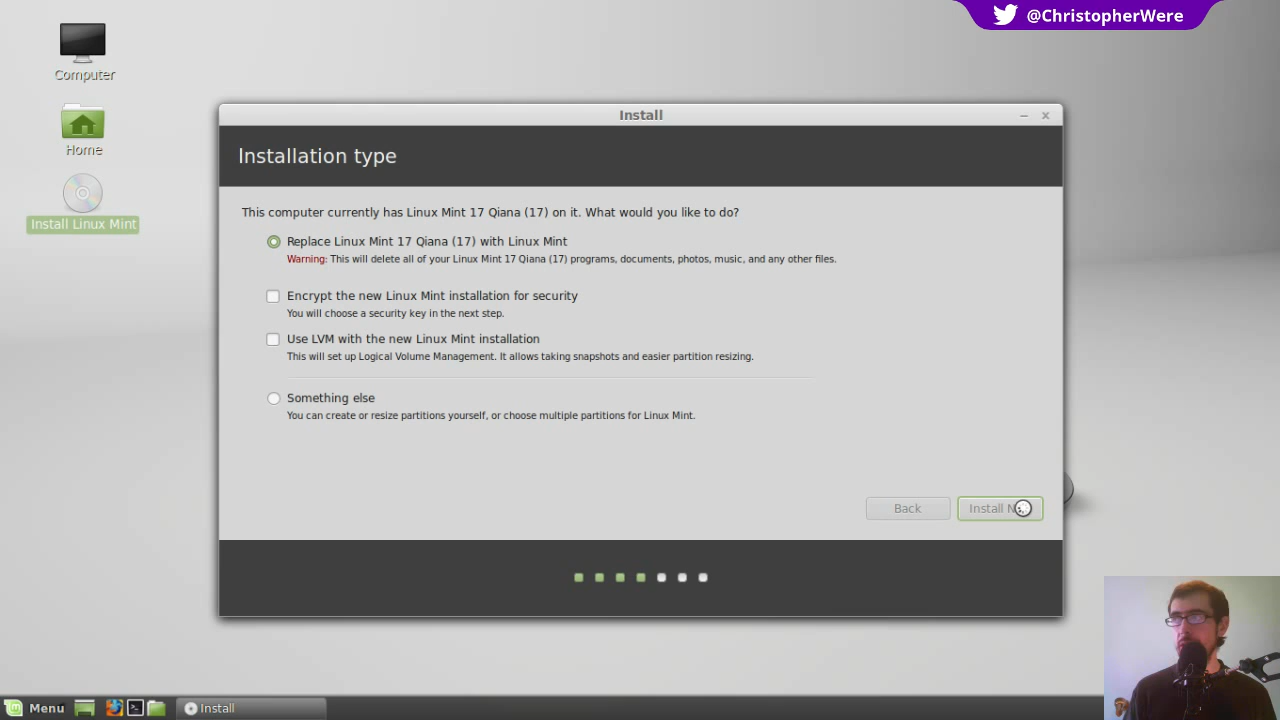 @ChristopherWere
Computer
Home
Install Linux Mint
Install
Installation type
This computer currently has Linux Mint 17 Qiana (17) on it. What would you like to do?
Replace Linux Mint 17 Qiana (17) with Linux Mint
Warning: This will delete all of your Linux Mint 17 Qiana (17) programs, documents, photos, music, and any other files.
Encrypt the new Linux Mint installation for security
You will choose a security key in the next step.
Use LVM with the new Linux Mint installation
This will set up Logical Volume Management. It allows taking snapshots and easier partition resizing.
Something else
You can create or resize partitions yourself, or choose multiple partitions for Linux Mint.
Back
Install
Menu
Install